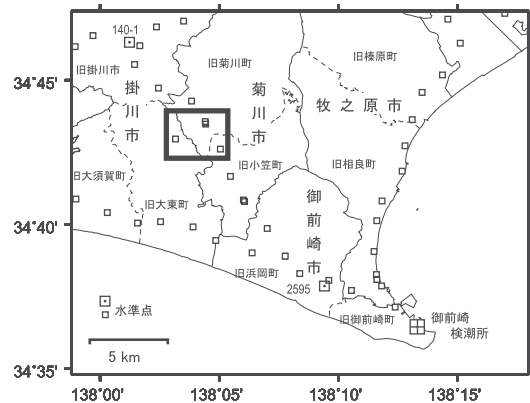 140-1
旧掛川市
掛川市
旧菊川町
菊川市
旧榛原町
牧之原市
旧大須賀町
旧大東町
旧小笠町
旧相良町
御前崎市
旧浜岡町
2595
旧御前崎町
御前崎
検潮所
水準点
5 km
34°45'
34°40'
34°35'
138°00'
138°05'
138°10'
138°15'